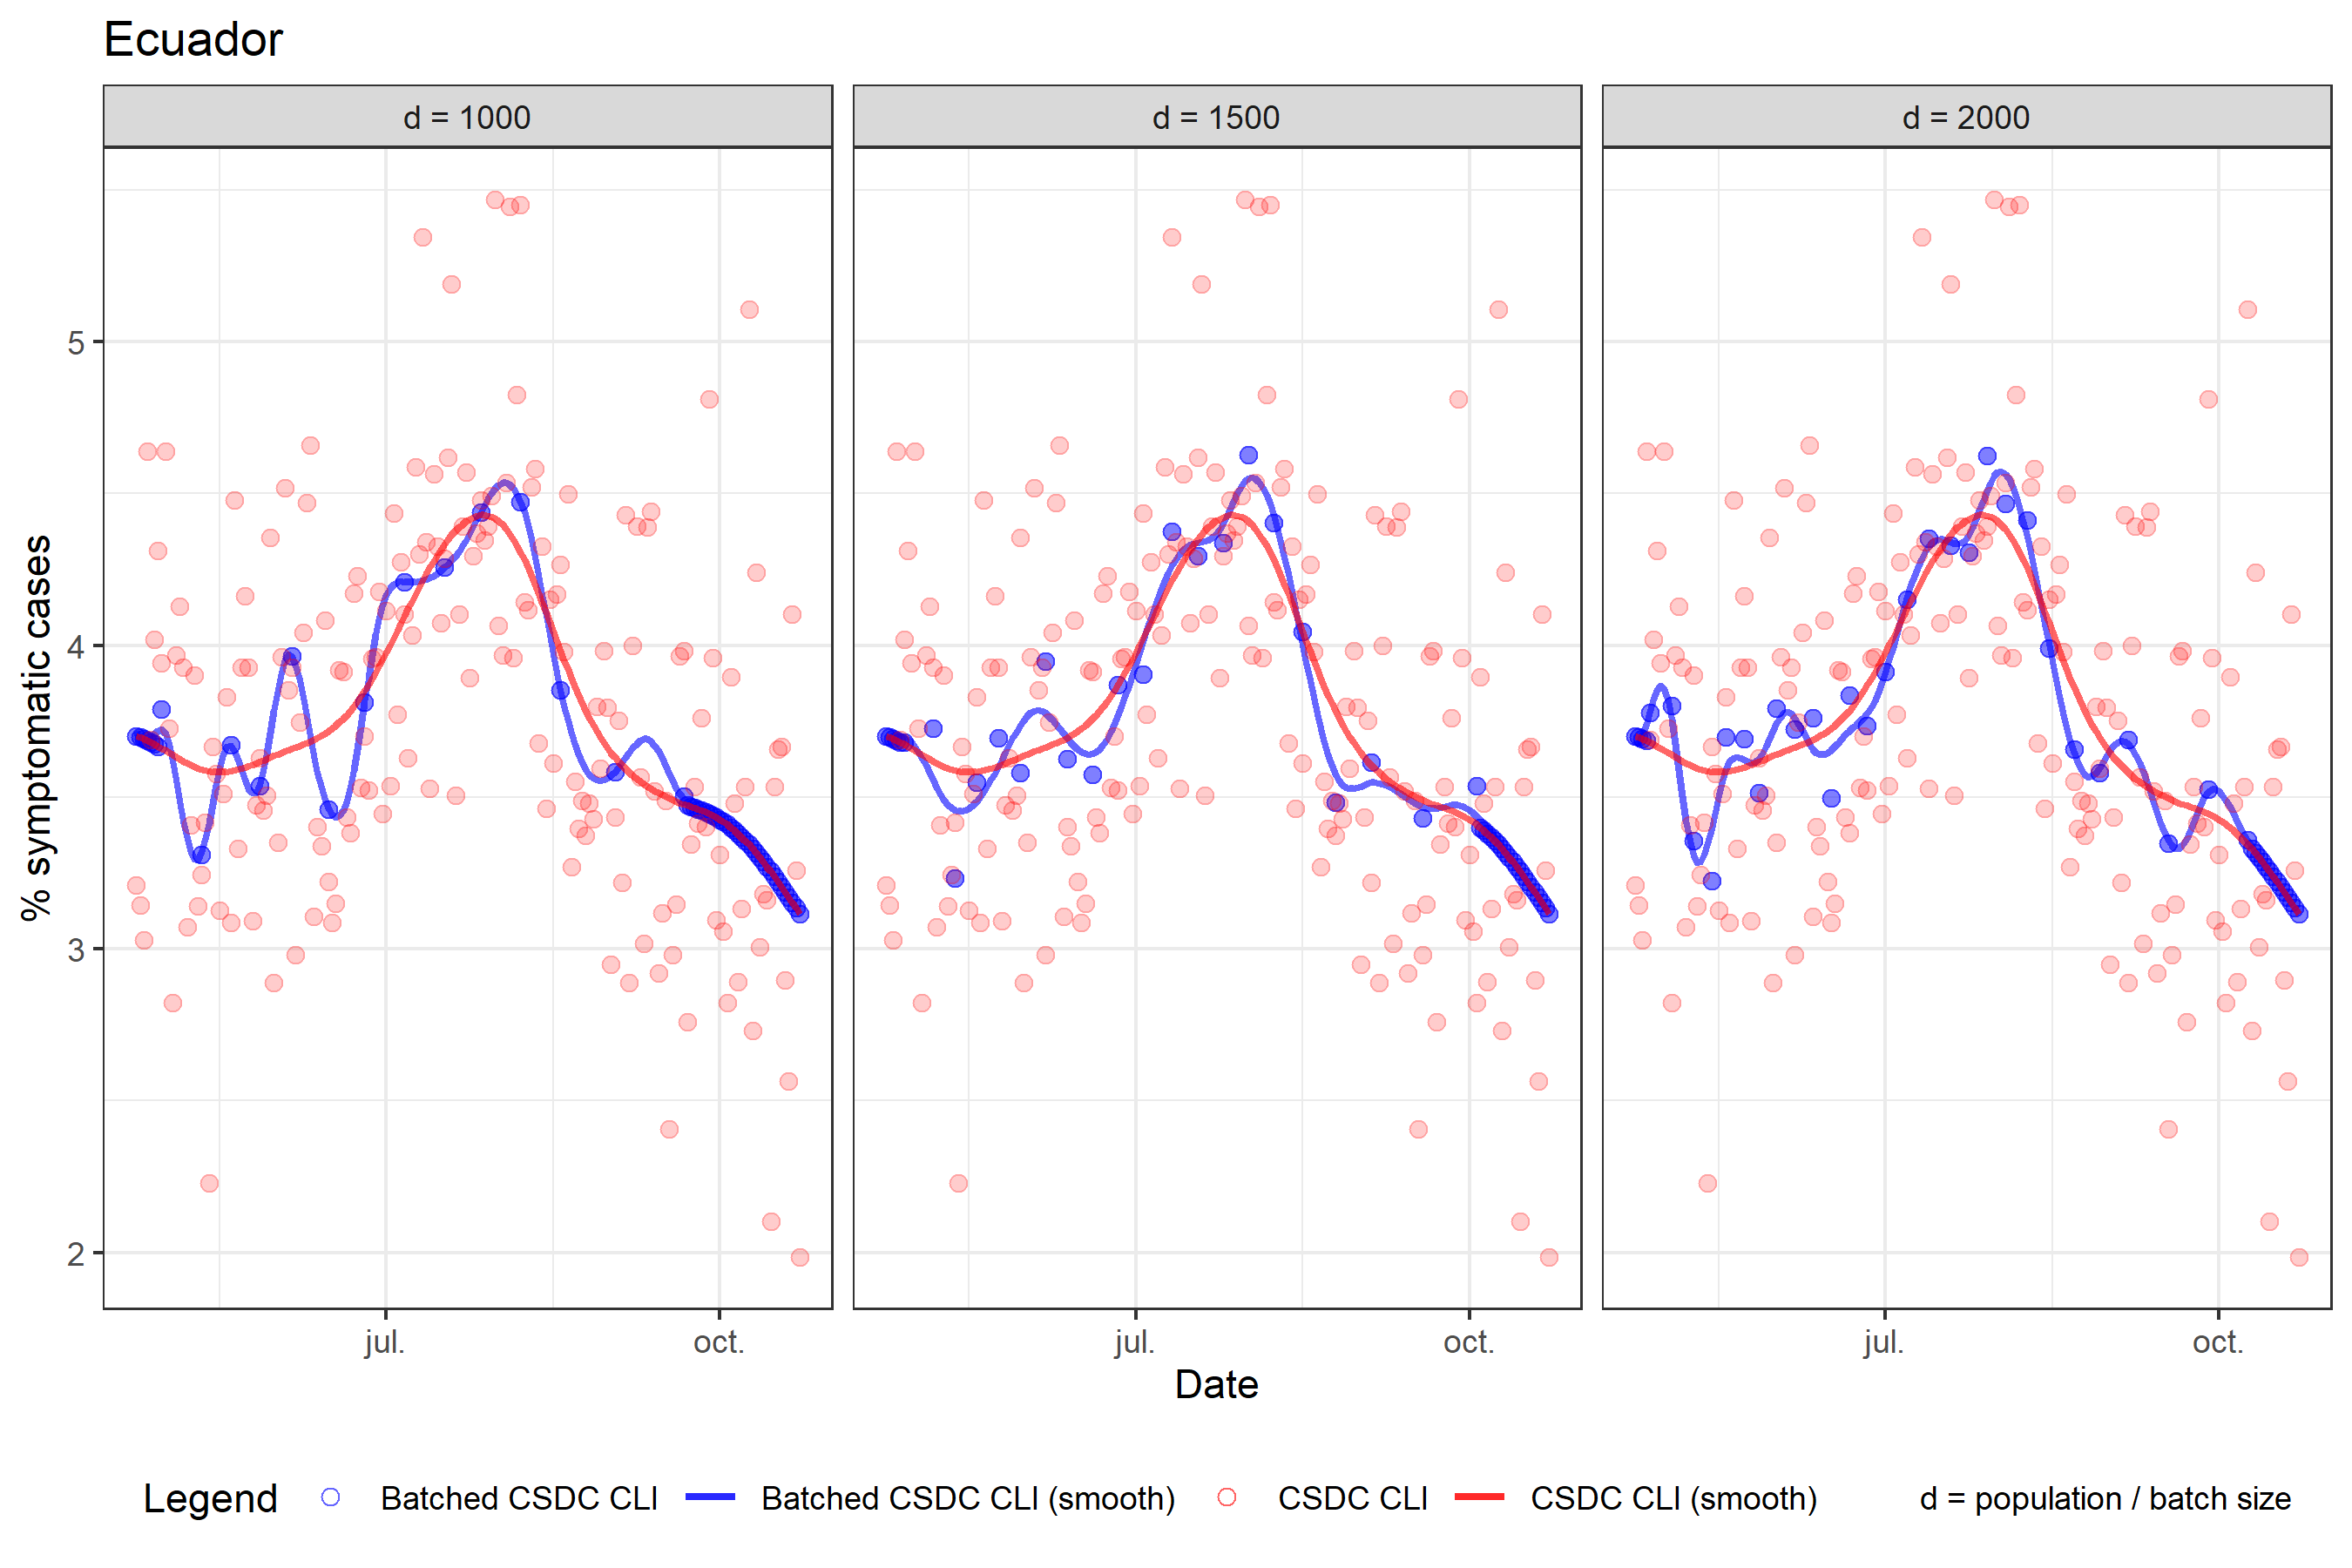 Ecuador
d = 1000
d = 1500
d = 2000
% symptomatic cases
5
4
3
2
jul.
oct.
jul.
oct.
jul.
oct.
Date
Legend
Batched CSDC CLI
Batched CSDC CLI (smooth)
CSDC CLI
CSDC CLI (smooth)
d = population / batch size